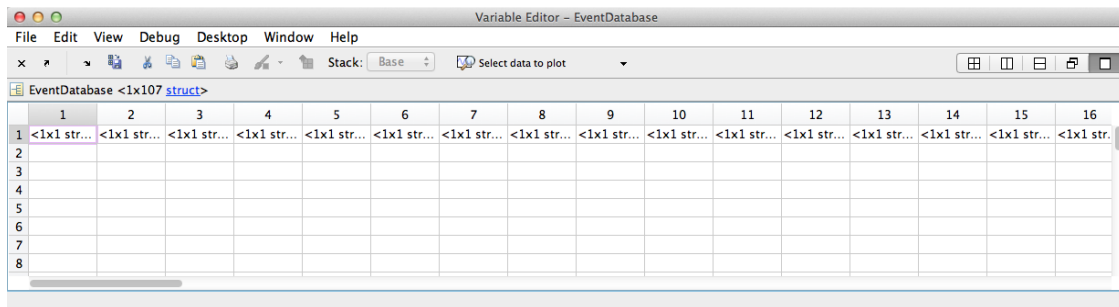 Variable Editor – EventDatabase
File Edit View Debug Desktop Window Help
Stack: Base Select data to plot
EventDatabase <1x107 struct>
1 2 3 4 5 6 7 8 9 10 11 12 13 14 15 16
1 <1x1 str... <1x1 str... <1x1 str... <1x1 str... <1x1 str... <1x1 str... <1x1 str... <1x1 str... <1x1 str... <1x1 str... <1x1 str... <1x1 str... <1x1 str... <1x1 str... <1x1 str... <1x1 str.
2
3
4
5
6
7
8